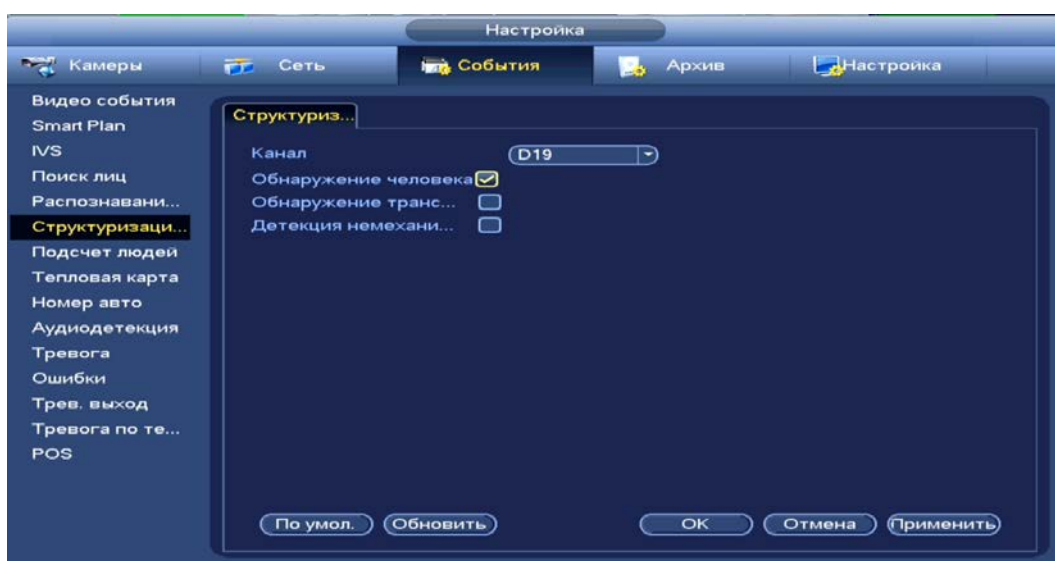 Настройка
Камеры
Сеть
События
Архив
Настройка
Видео события
Smart Plan
IVS
Поиск лиц
Распознавани...
Структуризаци...
Подсчет людей
Тепловая карта
Номер авто
Аудиодетекция
Тревога
Ошибки
Трев. выход
Тревога по те...
POS
Структуриз...
Канал
D19
Обнаружение человека
Обнаружение транс...
Детекция немехани...
По умол.
Обновить
OK
Отмена
Применить